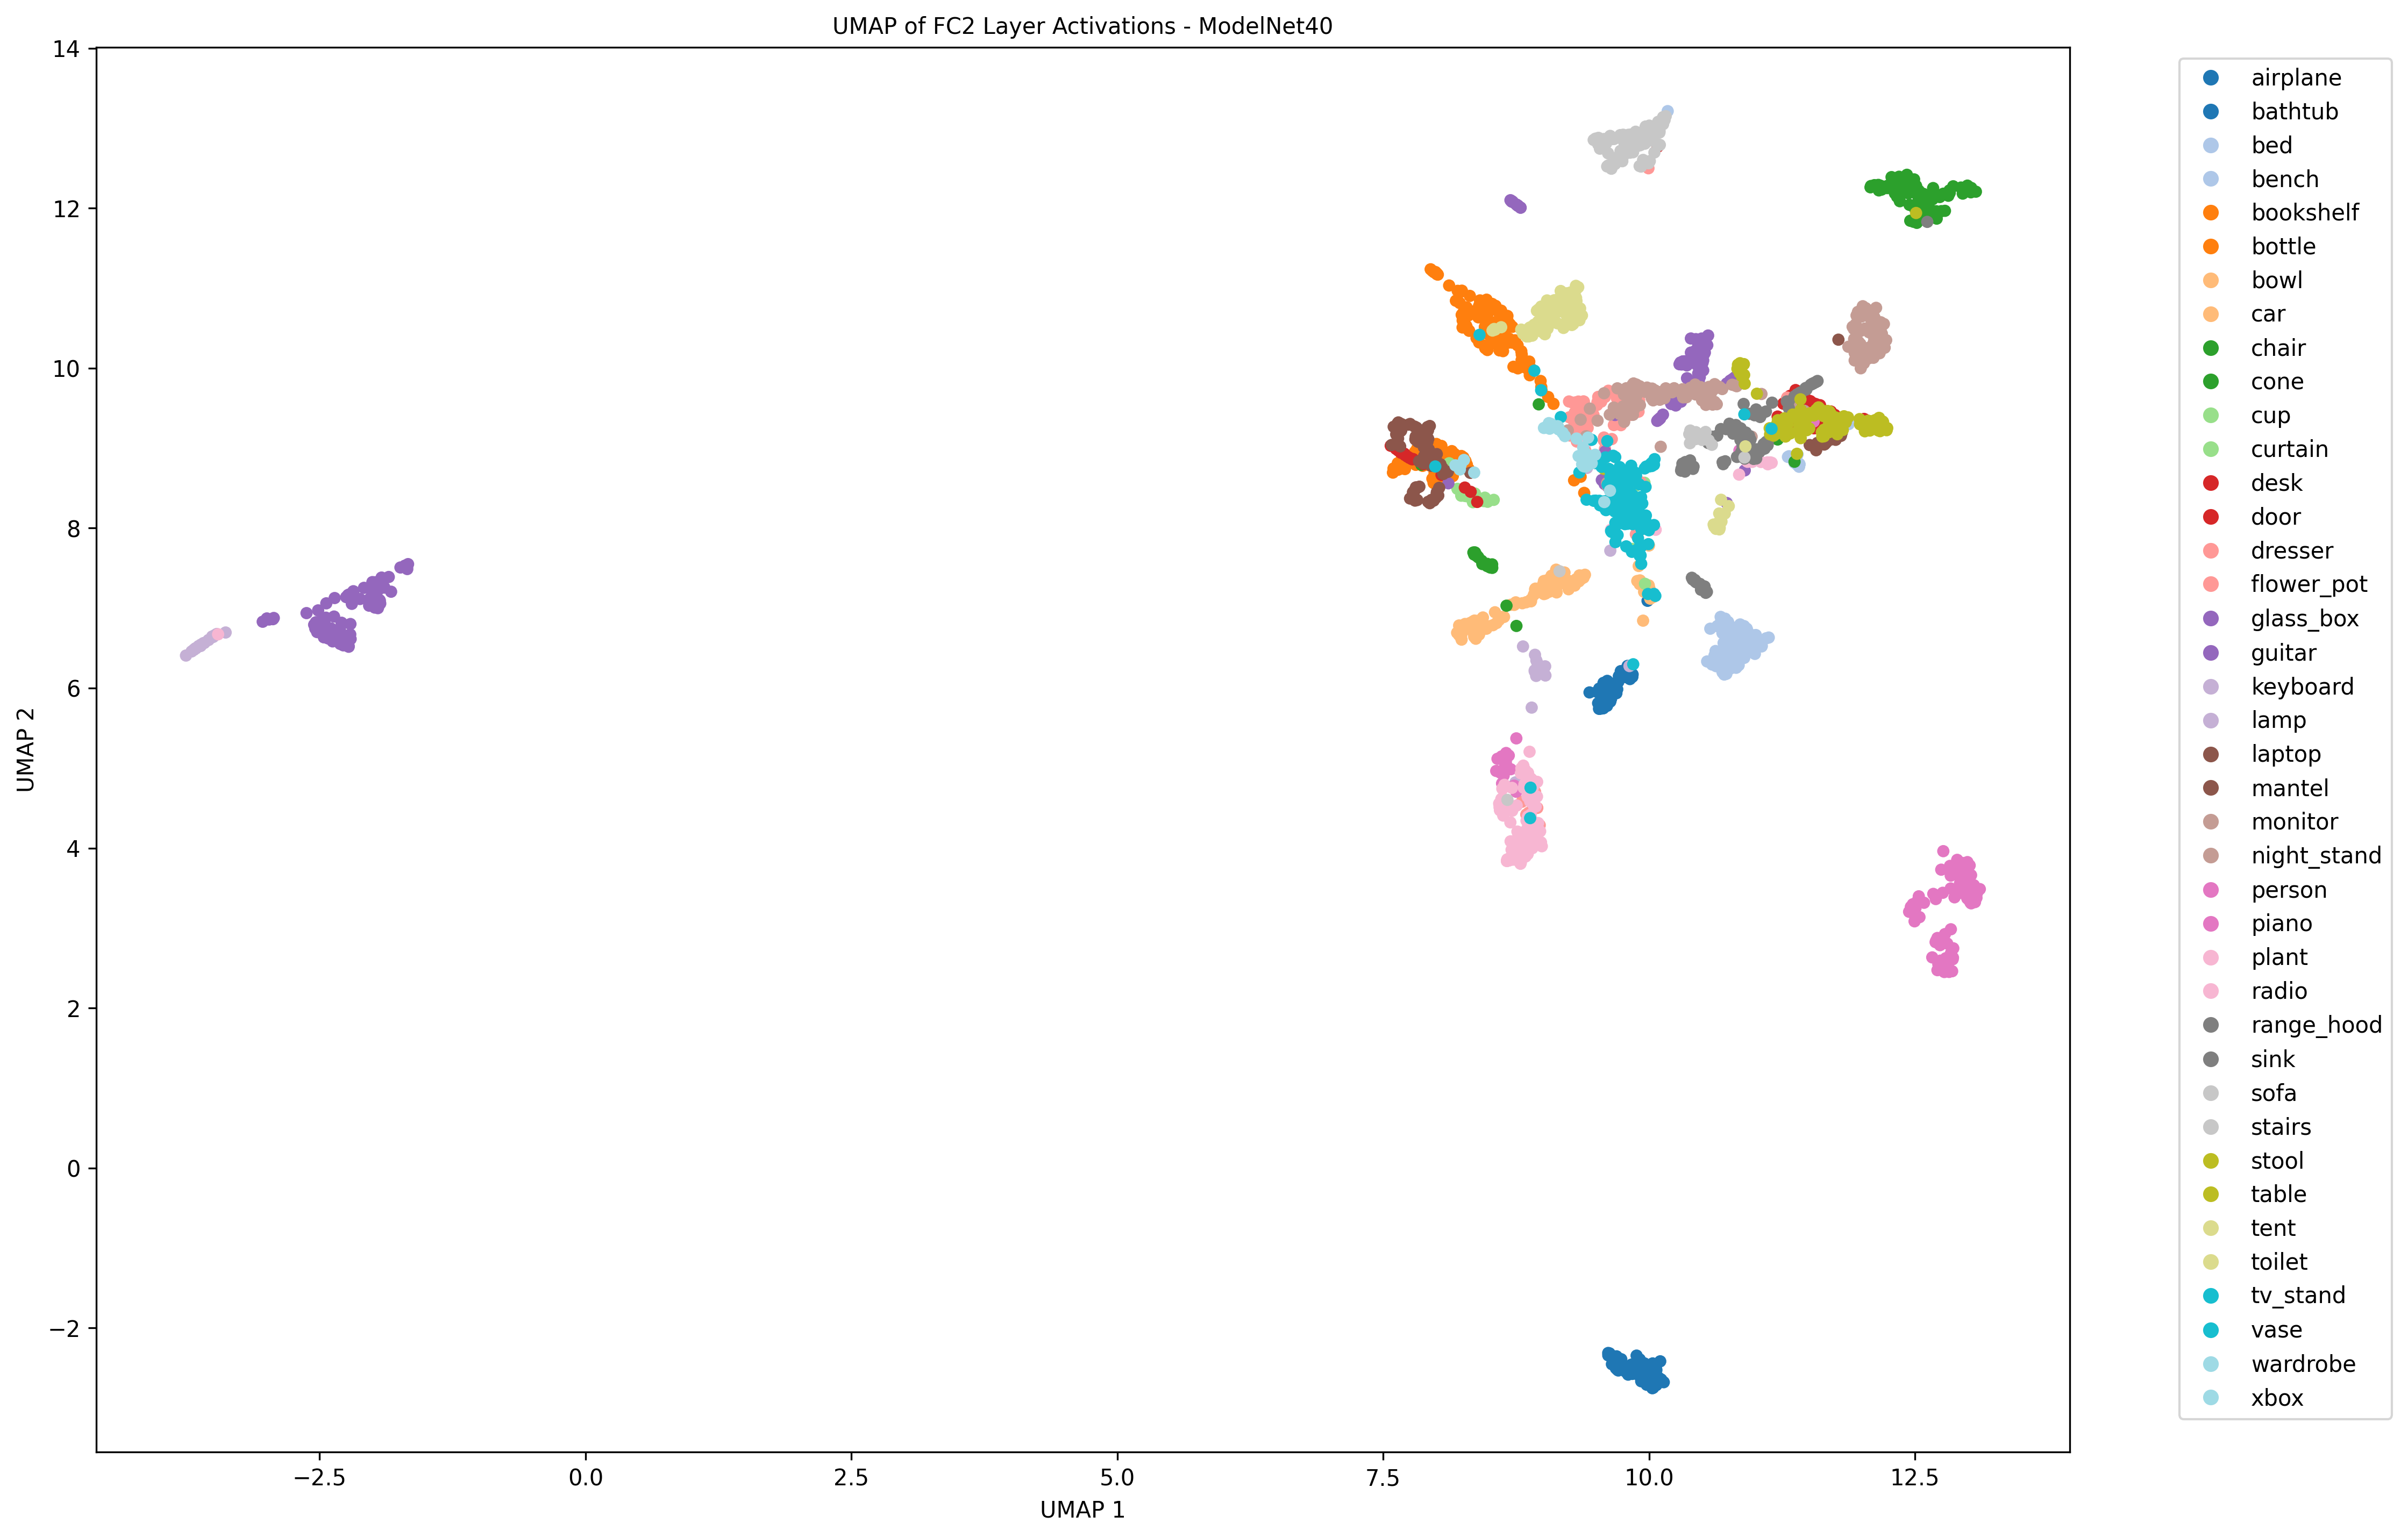 UMAP of FC2 Layer Activations - ModelNet40
14
12
10
8
6
4
2
0
−2
UMAP 2
−2.5
0.0
2.5
5.0
7.5
10.0
12.5
UMAP 1
airplane
bathtub
bed
bench
bookshelf
bottle
bowl
car
chair
cone
cup
curtain
desk
door
dresser
flower_pot
glass_box
guitar
keyboard
lamp
laptop
mantel
monitor
night_stand
person
piano
plant
radio
range_hood
sink
sofa
stairs
stool
table
tent
toilet
tv_stand
vase
wardrobe
xbox